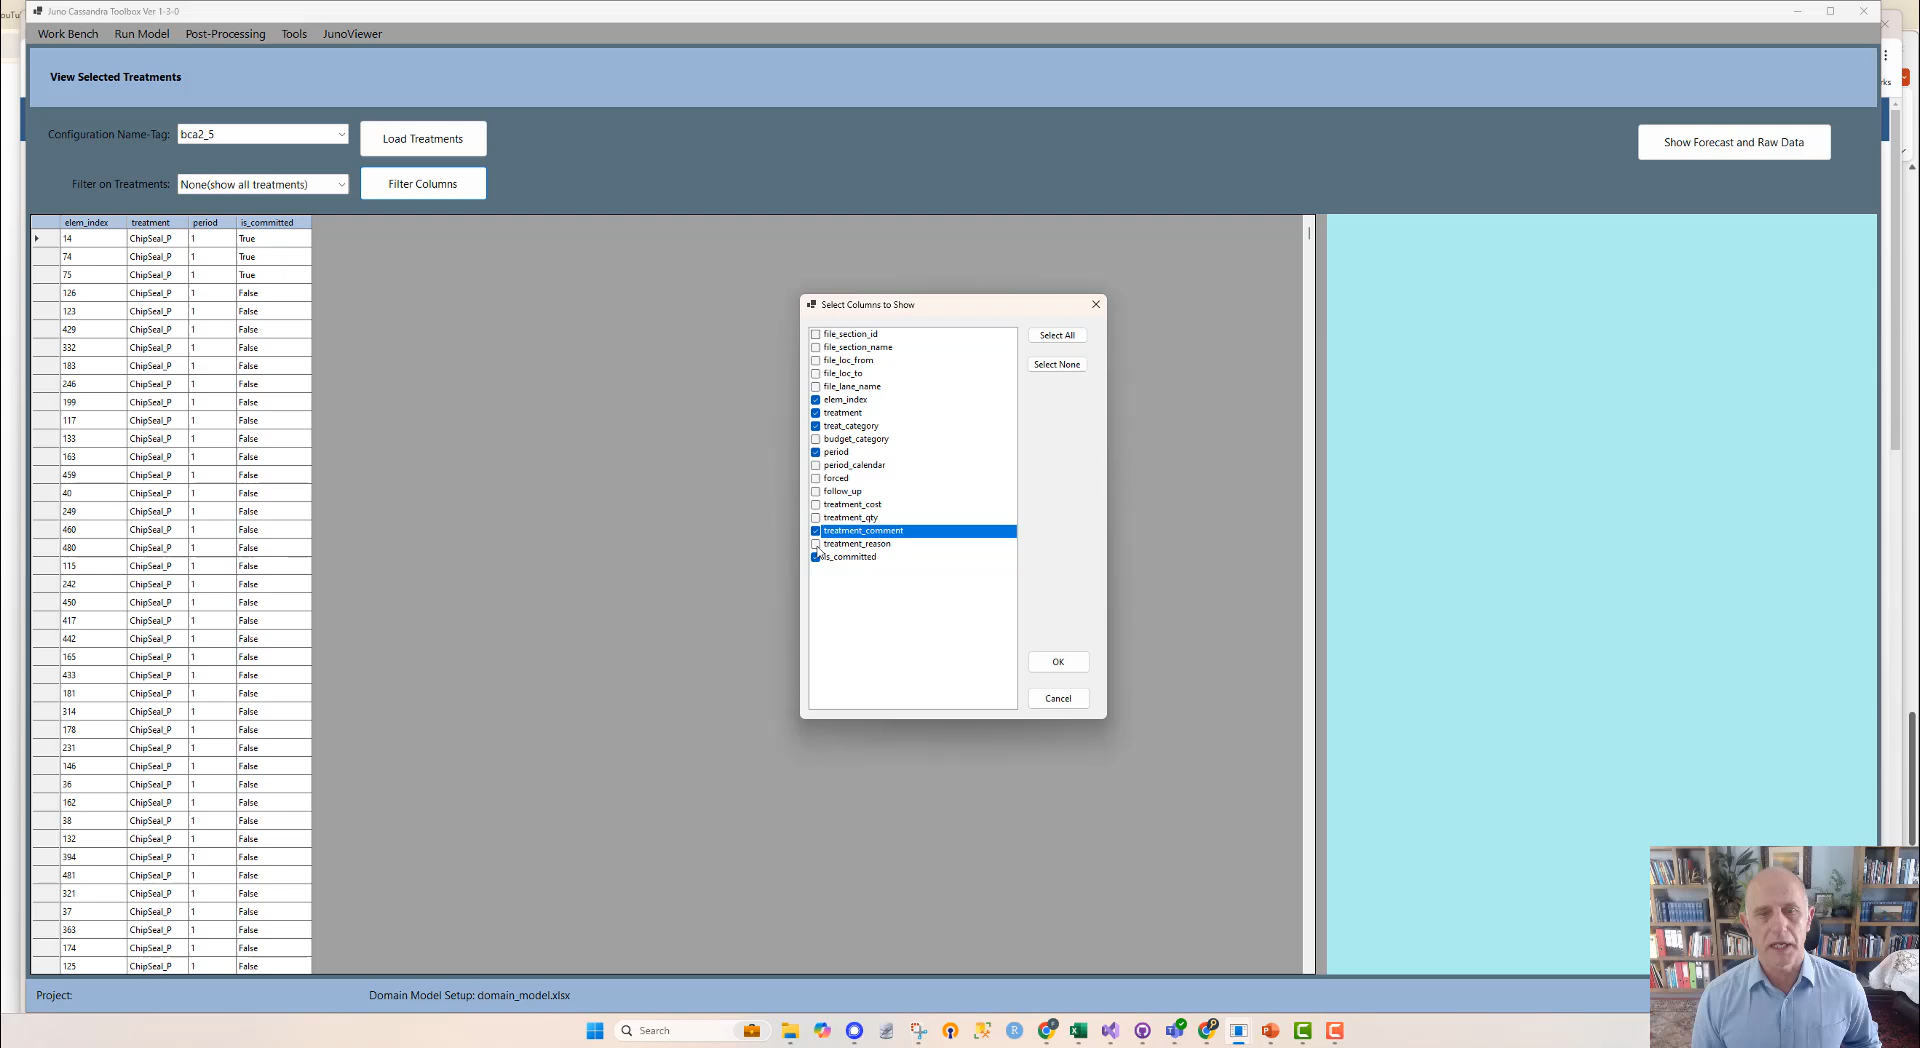 Juno Cassandra Toolbox Ver 1-3-0
Work Bench Run Model Post-Processing Tools JunoViewer
View Selected Treatments
Configuration Name-Tag: bca2_5 Load Treatments
Show Forecast and Raw Data
Filter on Treatments: None(show all treatments) Filter Columns
elem_index treatment period is_committed
14 ChipSeal_P 1 True
74 ChipSeal_P 1 True
75 ChipSeal_P 1 True
126 ChipSeal_P 1 False
123 ChipSeal_P 1 False
429 ChipSeal_P 1 False
332 ChipSeal_P 1 False
183 ChipSeal_P 1 False
246 ChipSeal_P 1 False
199 ChipSeal_P 1 False
117 ChipSeal_P 1 False
133 ChipSeal_P 1 False
163 ChipSeal_P 1 False
459 ChipSeal_P 1 False
40 ChipSeal_P 1 False
249 ChipSeal_P 1 False
460 ChipSeal_P 1 False
480 ChipSeal_P 1 False
115 ChipSeal_P 1 False
242 ChipSeal_P 1 False
450 ChipSeal_P 1 False
417 ChipSeal_P 1 False
442 ChipSeal_P 1 False
165 ChipSeal_P 1 False
433 ChipSeal_P 1 False
181 ChipSeal_P 1 False
314 ChipSeal_P 1 False
178 ChipSeal_P 1 False
231 ChipSeal_P 1 False
146 ChipSeal_P 1 False
36 ChipSeal_P 1 False
162 ChipSeal_P 1 False
38 ChipSeal_P 1 False
132 ChipSeal_P 1 False
394 ChipSeal_P 1 False
481 ChipSeal_P 1 False
321 ChipSeal_P 1 False
37 ChipSeal_P 1 False
363 ChipSeal_P 1 False
174 ChipSeal_P 1 False
125 ChipSeal_P 1 False
Select Columns to Show
file_section_id
file_section_name
file_loc_from
file_loc_to
file_lane_name
elem_index
treatment
treat_category
budget_category
period
period_calendar
forced
follow_up
treatment_cost
treatment_qty
treatment_comment
treatment_reason
is_committed
Select All
Select None
OK
Cancel
Project: Domain Model Setup: domain_model.xlsx
Search